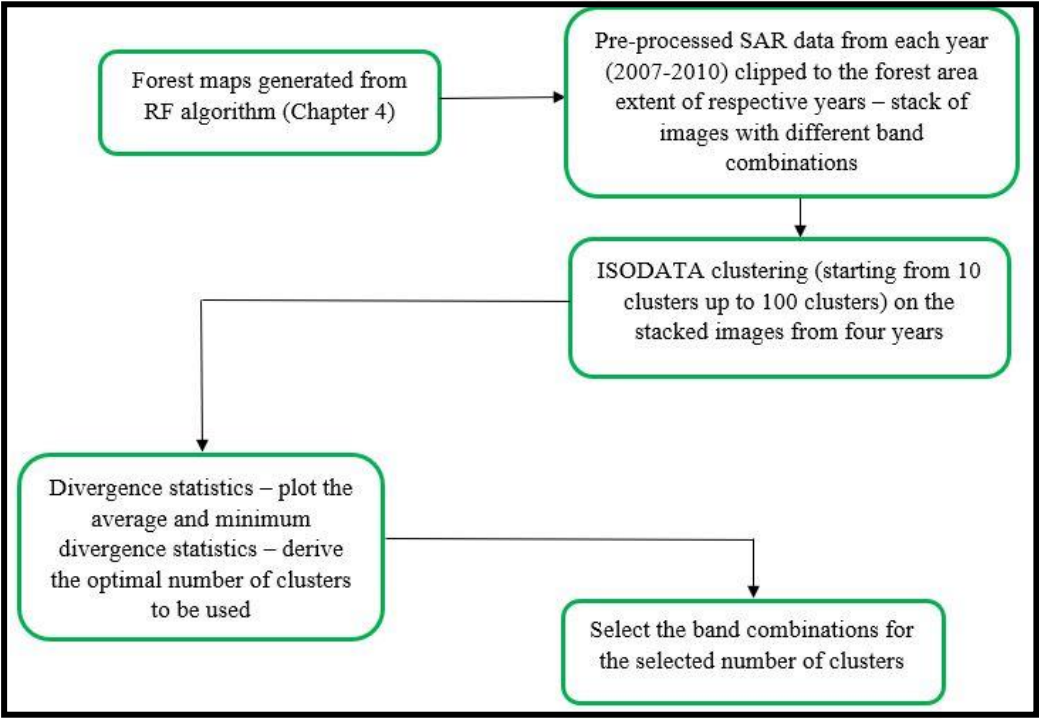 Forest maps generated from
RF algorithm (Chapter 4)
Pre-processed SAR data from each year
(2007-2010) clipped to the forest area
extent of respective years – stack of
images with different band
combinations
ISODATA clustering (starting from 10
clusters up to 100 clusters) on the
stacked images from four years
Divergence statistics – plot the
average and minimum
divergence statistics – derive
the optimal number of clusters
to be used
Select the band combinations for
the selected number of clusters